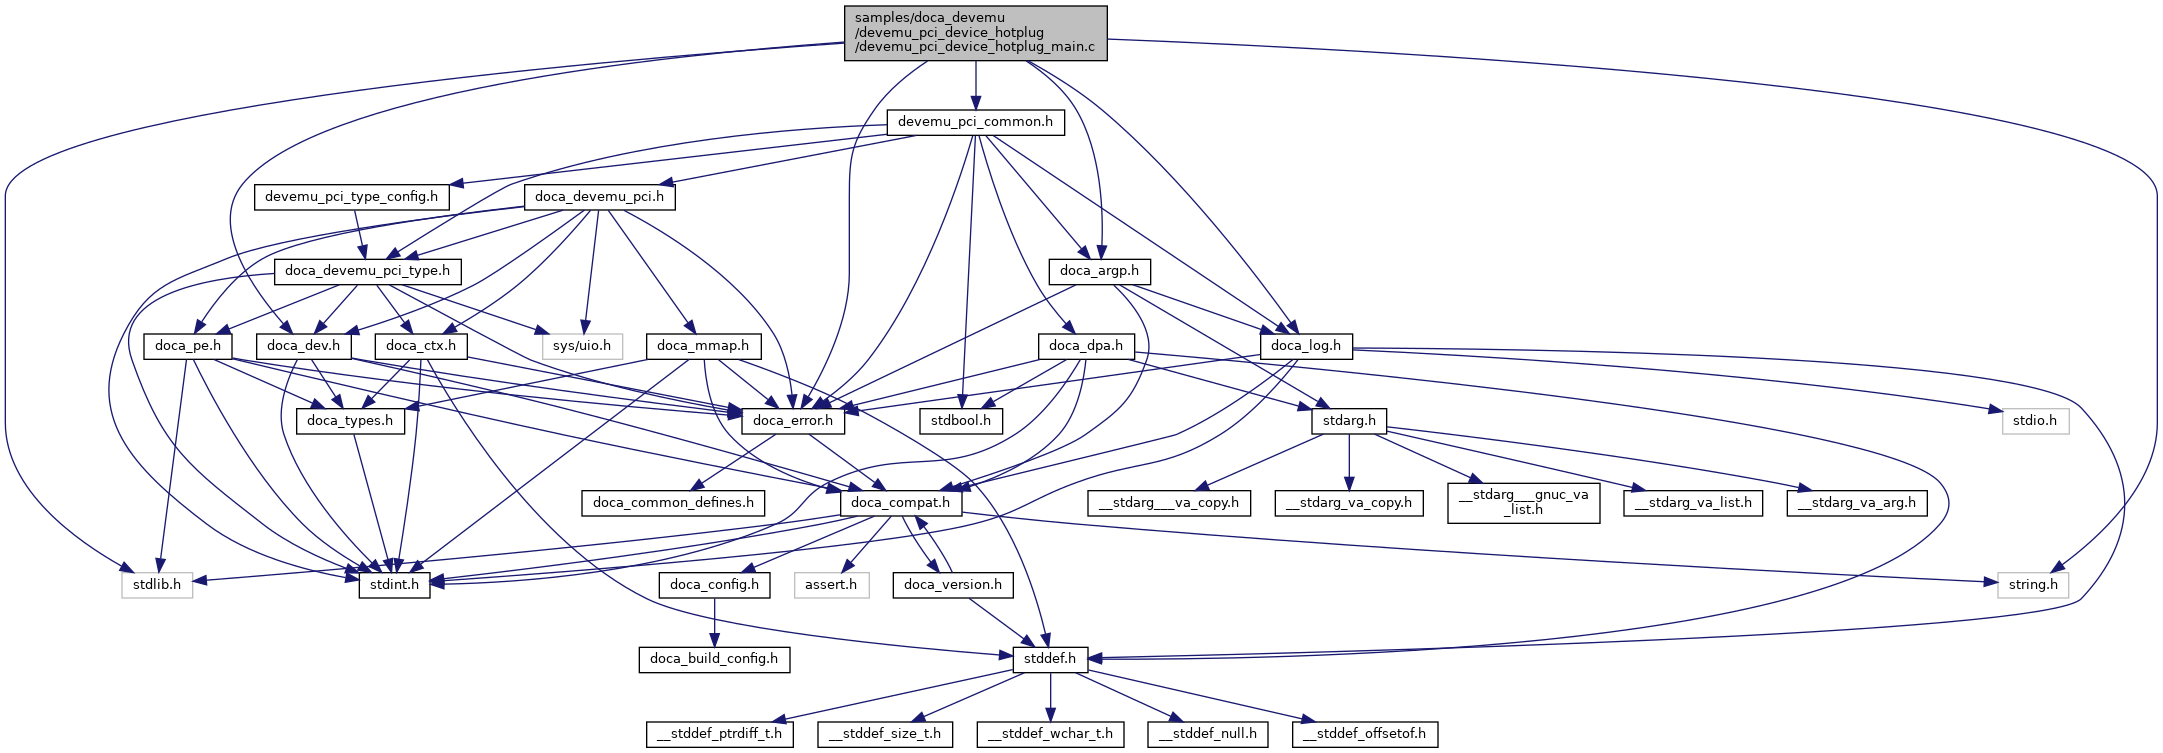 samples/doca_devemu
/devemu_pci_device_hotplug
/devemu_pci_device_hotplug_main.c
devemu_pci_common.h
devemu_pci_type_config.h
doca_devemu_pci.h
doca_devemu_pci_type.h
doca_argp.h
doca_pe.h
doca_dev.h
doca_ctx.h
sys/uio.h
doca_mmap.h
doca_dpa.h
doca_log.h
doca_types.h
doca_error.h
stdbool.h
stdarg.h
stdio.h
doca_common_defines.h
doca_compat.h
__stdarg___va_copy.h
__stdarg_va_copy.h
__stdarg___gnuc_va
_list.h
__stdarg_va_list.h
__stdarg_va_arg.h
stdlib.h
stdint.h
doca_config.h
assert.h
doca_version.h
string.h
doca_build_config.h
stddef.h
__stddef_ptrdiff_t.h
__stddef_size_t.h
__stddef_wchar_t.h
__stddef_null.h
__stddef_offsetof.h